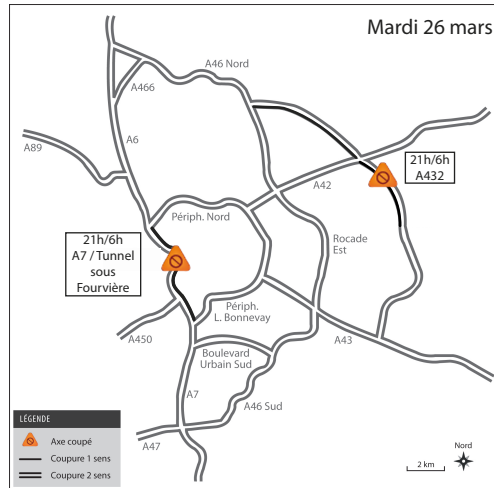 Mardi 26 mars
A46 Nord
A466
A6
A89
21h/6h
A432
A42
Périph. Nord
21h/6h
A7 / Tunnel
sous
Fourvière
Rocade
Est
Périph.
L. Bonnevay
A450
A43
Boulevard
Urbain Sud
A7
A46 Sud
A47
LÉGENDE
Axe coupé
Coupure 1 sens
Coupure 2 sens
Nord
2 km